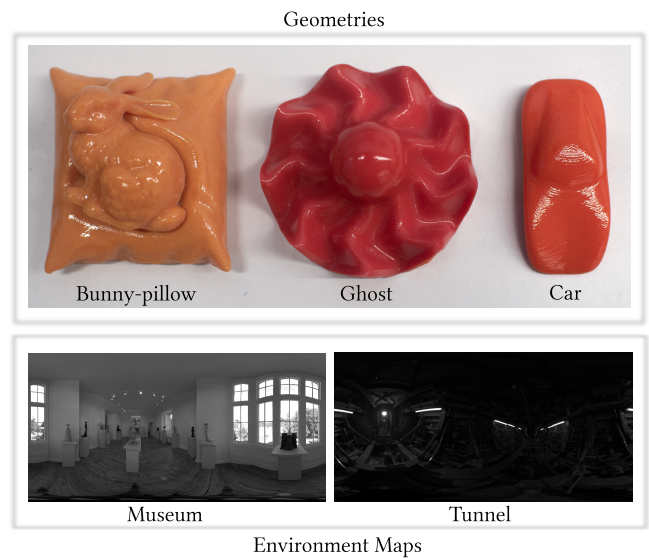 Geometries
Bunny-pillow
Ghost
Car
Museum
Tunnel
Environment Maps